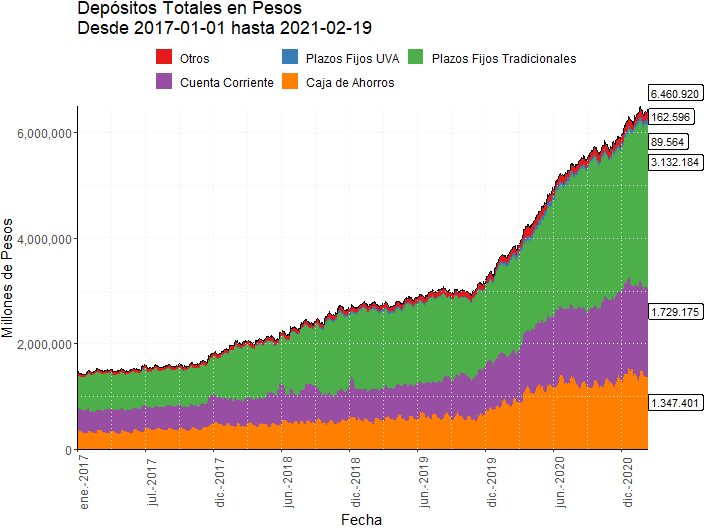 Depósitos Totales en Pesos
Desde 2017-01-01 hasta 2021-02-19
Otros
Plazos Fijos UVA
Plazos Fijos Tradicionales
Cuenta Corriente
Caja de Ahorros
6.460.920
162.596
89.564
3.132.184
1.729.175
1.347.401
6,000,000
4,000,000
2,000,000
0
Millones de Pesos
ene.-2017
jul.-2017
dic.-2017
jun.-2018
dic.-2018
jun.-2019
dic.-2019
jun.-2020
dic.-2020
Fecha